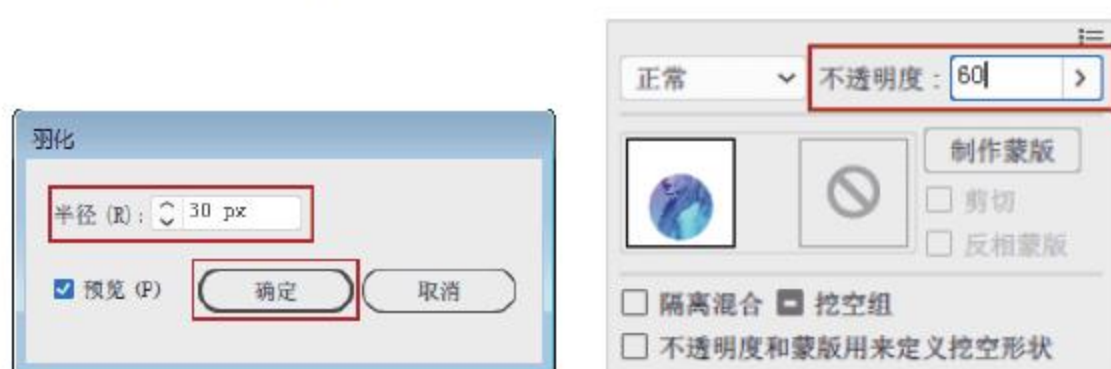 羽化
半径 (R)：30 px
预览 (P)
确定
取消
正常
不透明度：60
制作蒙版
剪切
反相蒙版
隔离混合
挖空组
不透明度和蒙版用来定义挖空形状